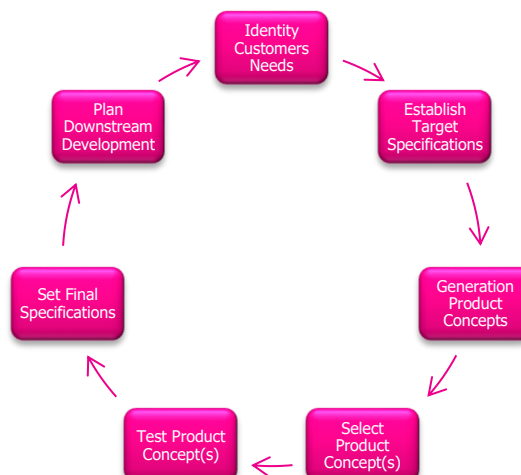 Identity
Customers
Needs
Establish
Target
Specifications
Generation
Product
Concepts
Select
Product
Concept(s)
Test Product
Concept(s)
Set Final
Specifications
Plan
Downstream
Development